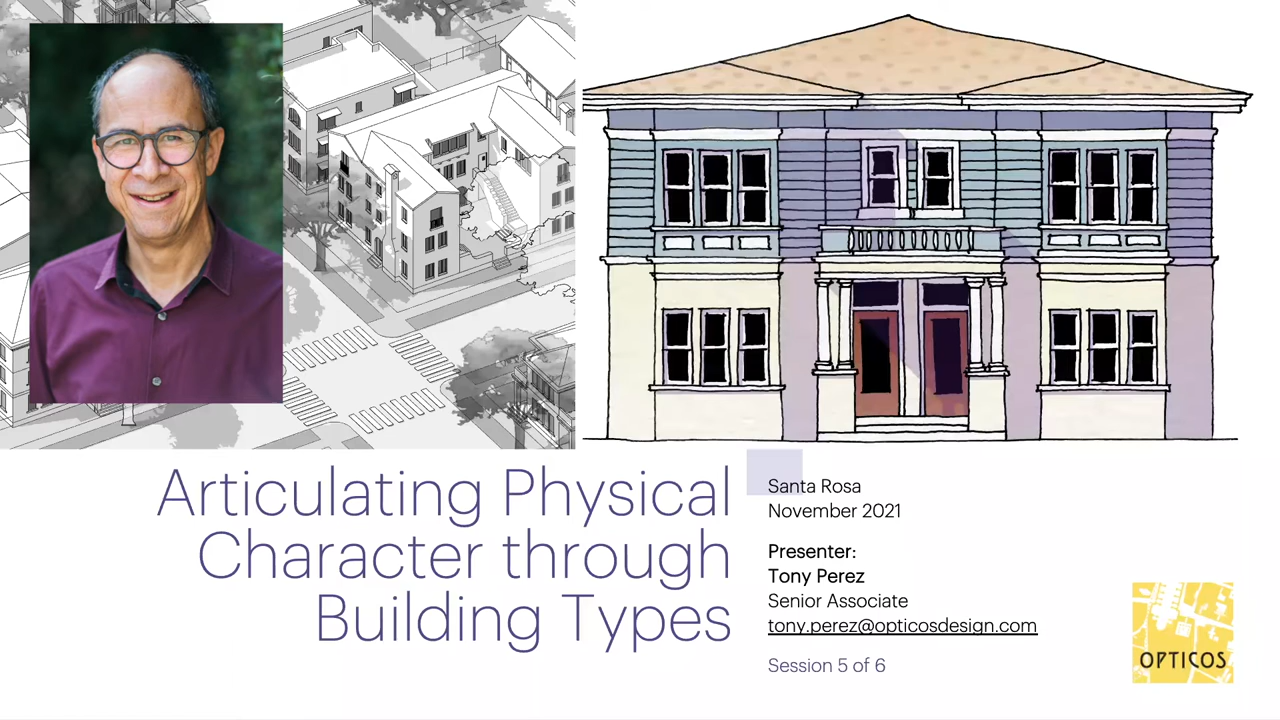 Articulating Physical
Character through
Building Types
Santa Rosa
November 2021
Presenter:
Tony Perez
Senior Associate
tony.perez@opticosdesign.com
Session 5 of 6
OPTICOS